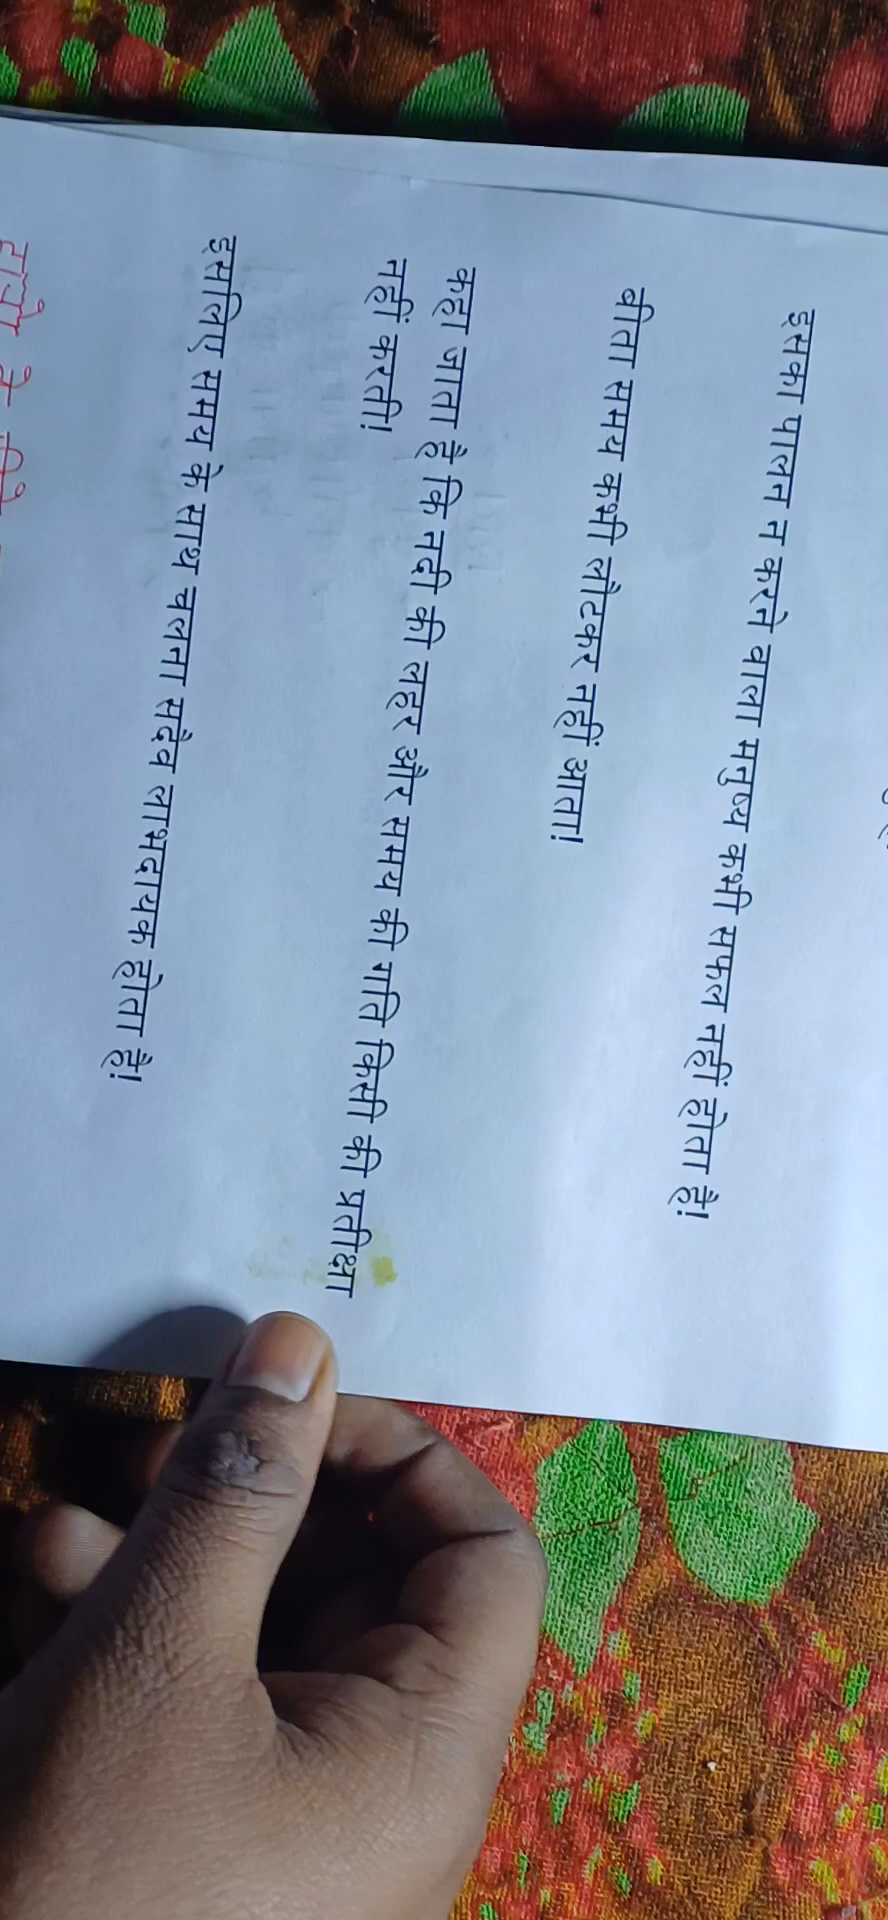 इसका पालन न करने वाला मनुष्य कभी सफल नहीं होता है!
बीता समय कभी लौटकर नहीं आता!
कहा जाता है कि नदी की लहर और समय की गति किसी की प्रतीक्षा
नहीं करती!
इसलिए समय के साथ चलना सदैव लाभदायक होता है!